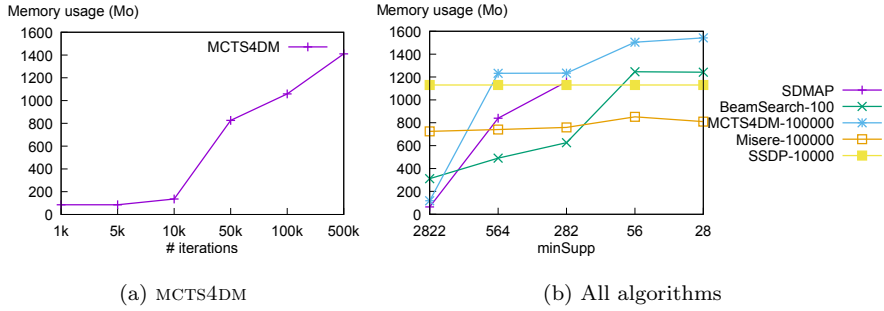 Memory usage (Mo)
1600
1400
1200
1000
800
600
400
200
0
MCTS4DM
1k 5k 10k 50k 100k 500k
# iterations
(a) MCTS4DM
Memory usage (Mo)
1600
1400
1200
1000
800
600
400
200
0
2822 564 282 56 28
minSupp
SDMAP
BeamSearch-100
MCTS4DM-100000
Misere-100000
SSDP-10000
(b) All algorithms